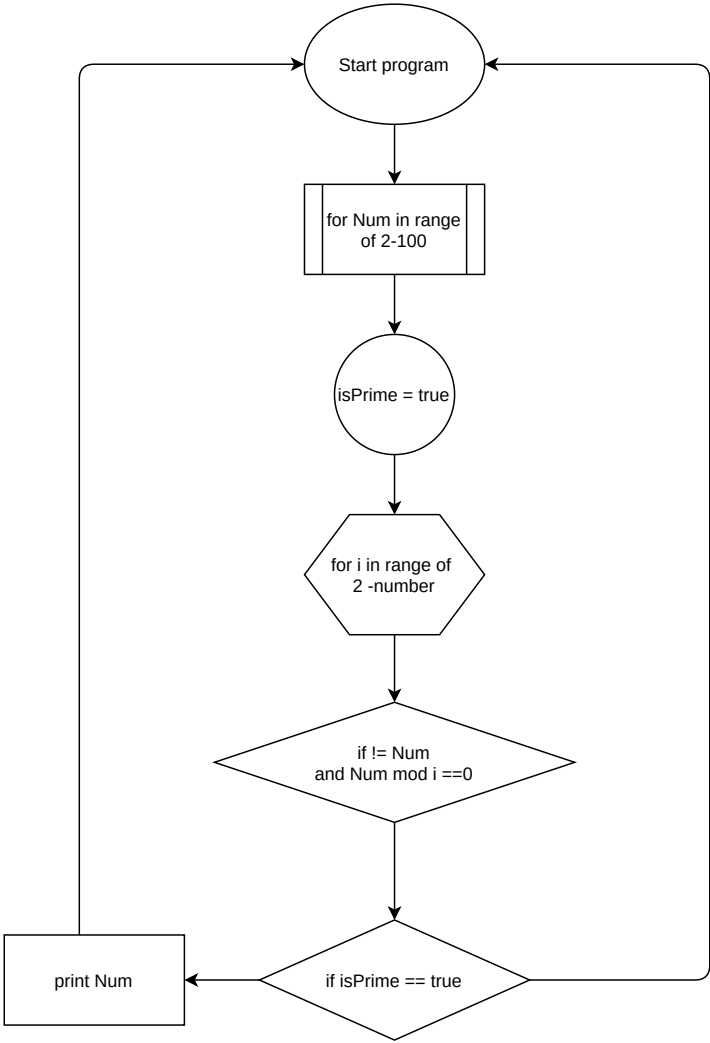 Start program
for Num in range
of 2-100
isPrime = true
for i in range of
2 -number
if != Num
and Num mod i ==0
if isPrime == true
print Num